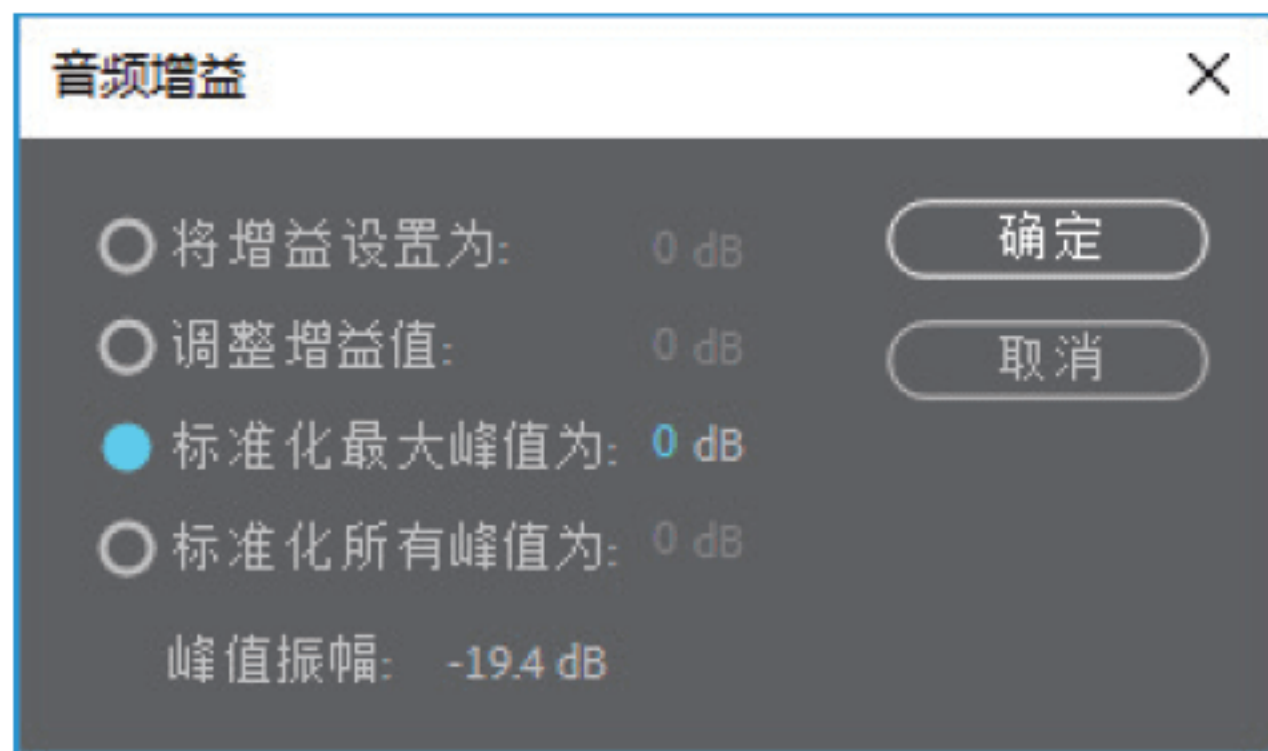 音频增益
将增益设置为: 0 dB
确定
调整增益值: 0 dB
取消
标准化最大峰值为: 0 dB
标准化所有峰值为: 0 dB
峰值振幅: -19.4 dB